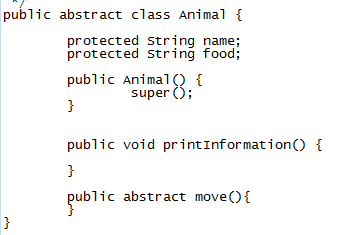 */
public abstract class Animal {
protected String name;
protected String food;
public Animal() {
super();
}
public void printInformation() {
}
public abstract move(){
}
}